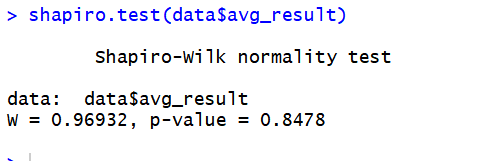 > shapiro.test(data$avg_result)
Shapiro-Wilk normality test
data:  data$avg_result
W = 0.96932, p-value = 0.8478
>